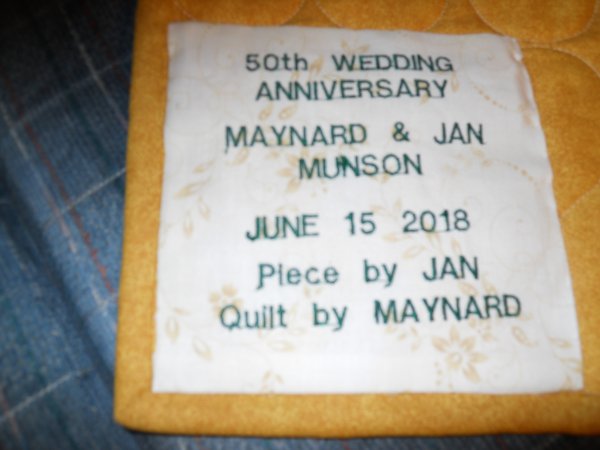 50th WEDDING
ANNIVERSARY
MAYNARD & JAN
MUNSON
JUNE 15 2018
Piece by JAN
Quilt by MAYNARD